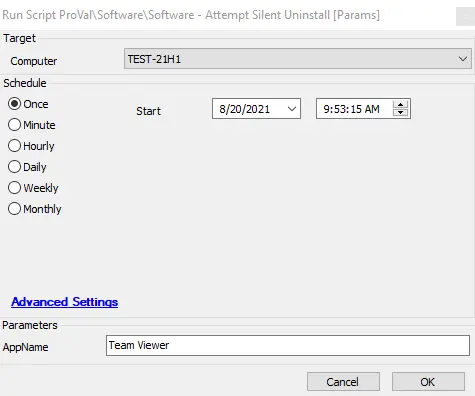 Run Script ProVal\Software\Software - Attempt Silent Uninstall [Params]
Target
Computer TEST-21H1
Schedule
Once Start 8/20/2021 9:53:15 AM
Minute
Hourly
Daily
Weekly
Monthly
Advanced Settings
Parameters
AppName Team Viewer
Cancel OK